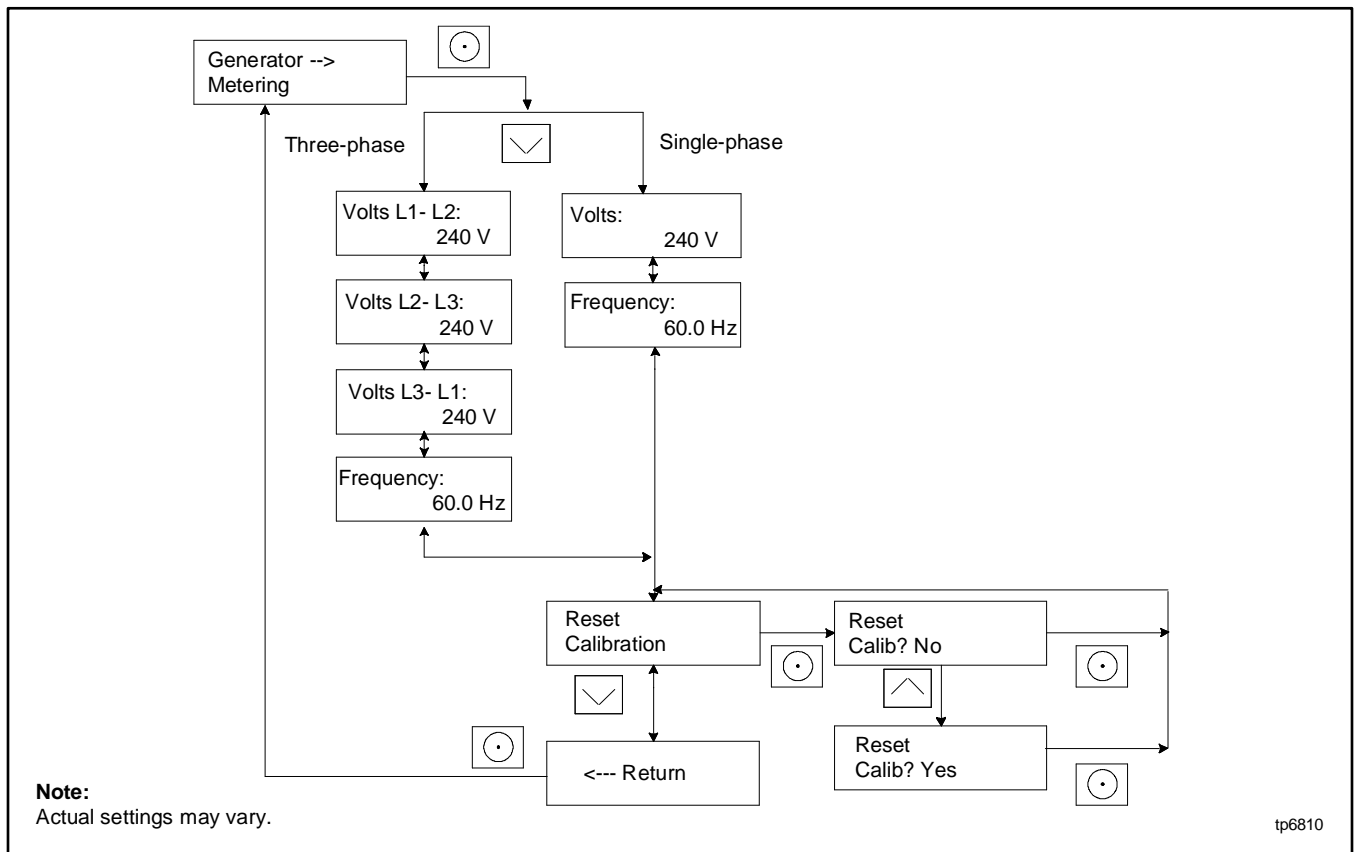 Generator -->
Metering
Three-phase
Single-phase
Volts L1- L2:
240 V
Volts L2- L3:
240 V
Volts L3- L1:
240 V
Frequency:
60.0 Hz
Volts:
240 V
Frequency:
60.0 Hz
Reset
Calibration
Reset
Calib? No
Reset
Calib? Yes
<--- Return
Note:
Actual settings may vary.
tp6810